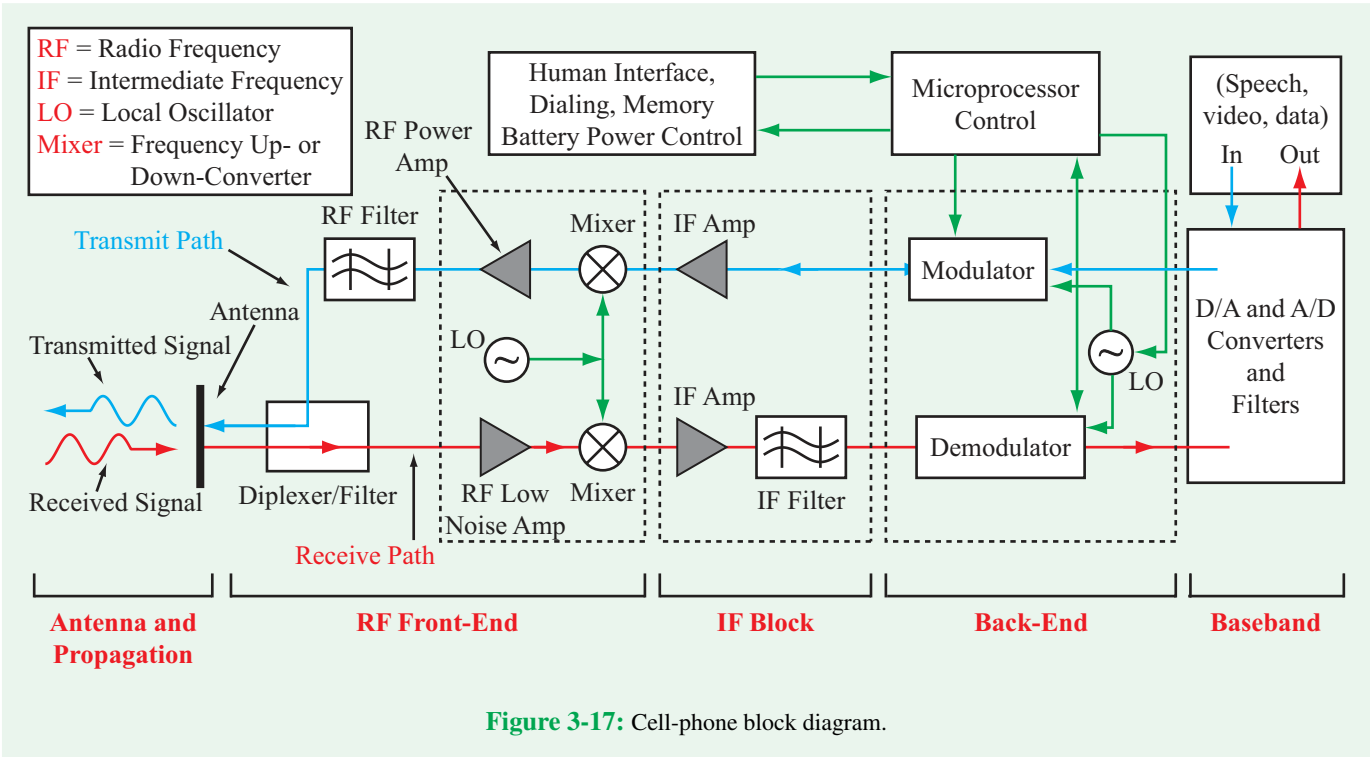 RF = Radio Frequency
IF = Intermediate Frequency
LO = Local Oscillator
Mixer = Frequency Up- or
Down-Converter
Human Interface,
Dialing, Memory
Battery Power Control
Microprocessor
Control
(Speech,
video, data)
In Out
RF Power
Amp
RF Filter
Mixer
IF Amp
Transmit Path
Modulator
Antenna
Transmitted Signal
LO
LO
D/A and A/D
Converters
and
Filters
IF Amp
Demodulator
Received Signal
Diplexer/Filter
RF Low
Noise Amp
Mixer
IF Filter
Receive Path
Antenna and
Propagation
RF Front-End
IF Block
Back-End
Baseband
Figure 3-17: Cell-phone block diagram.